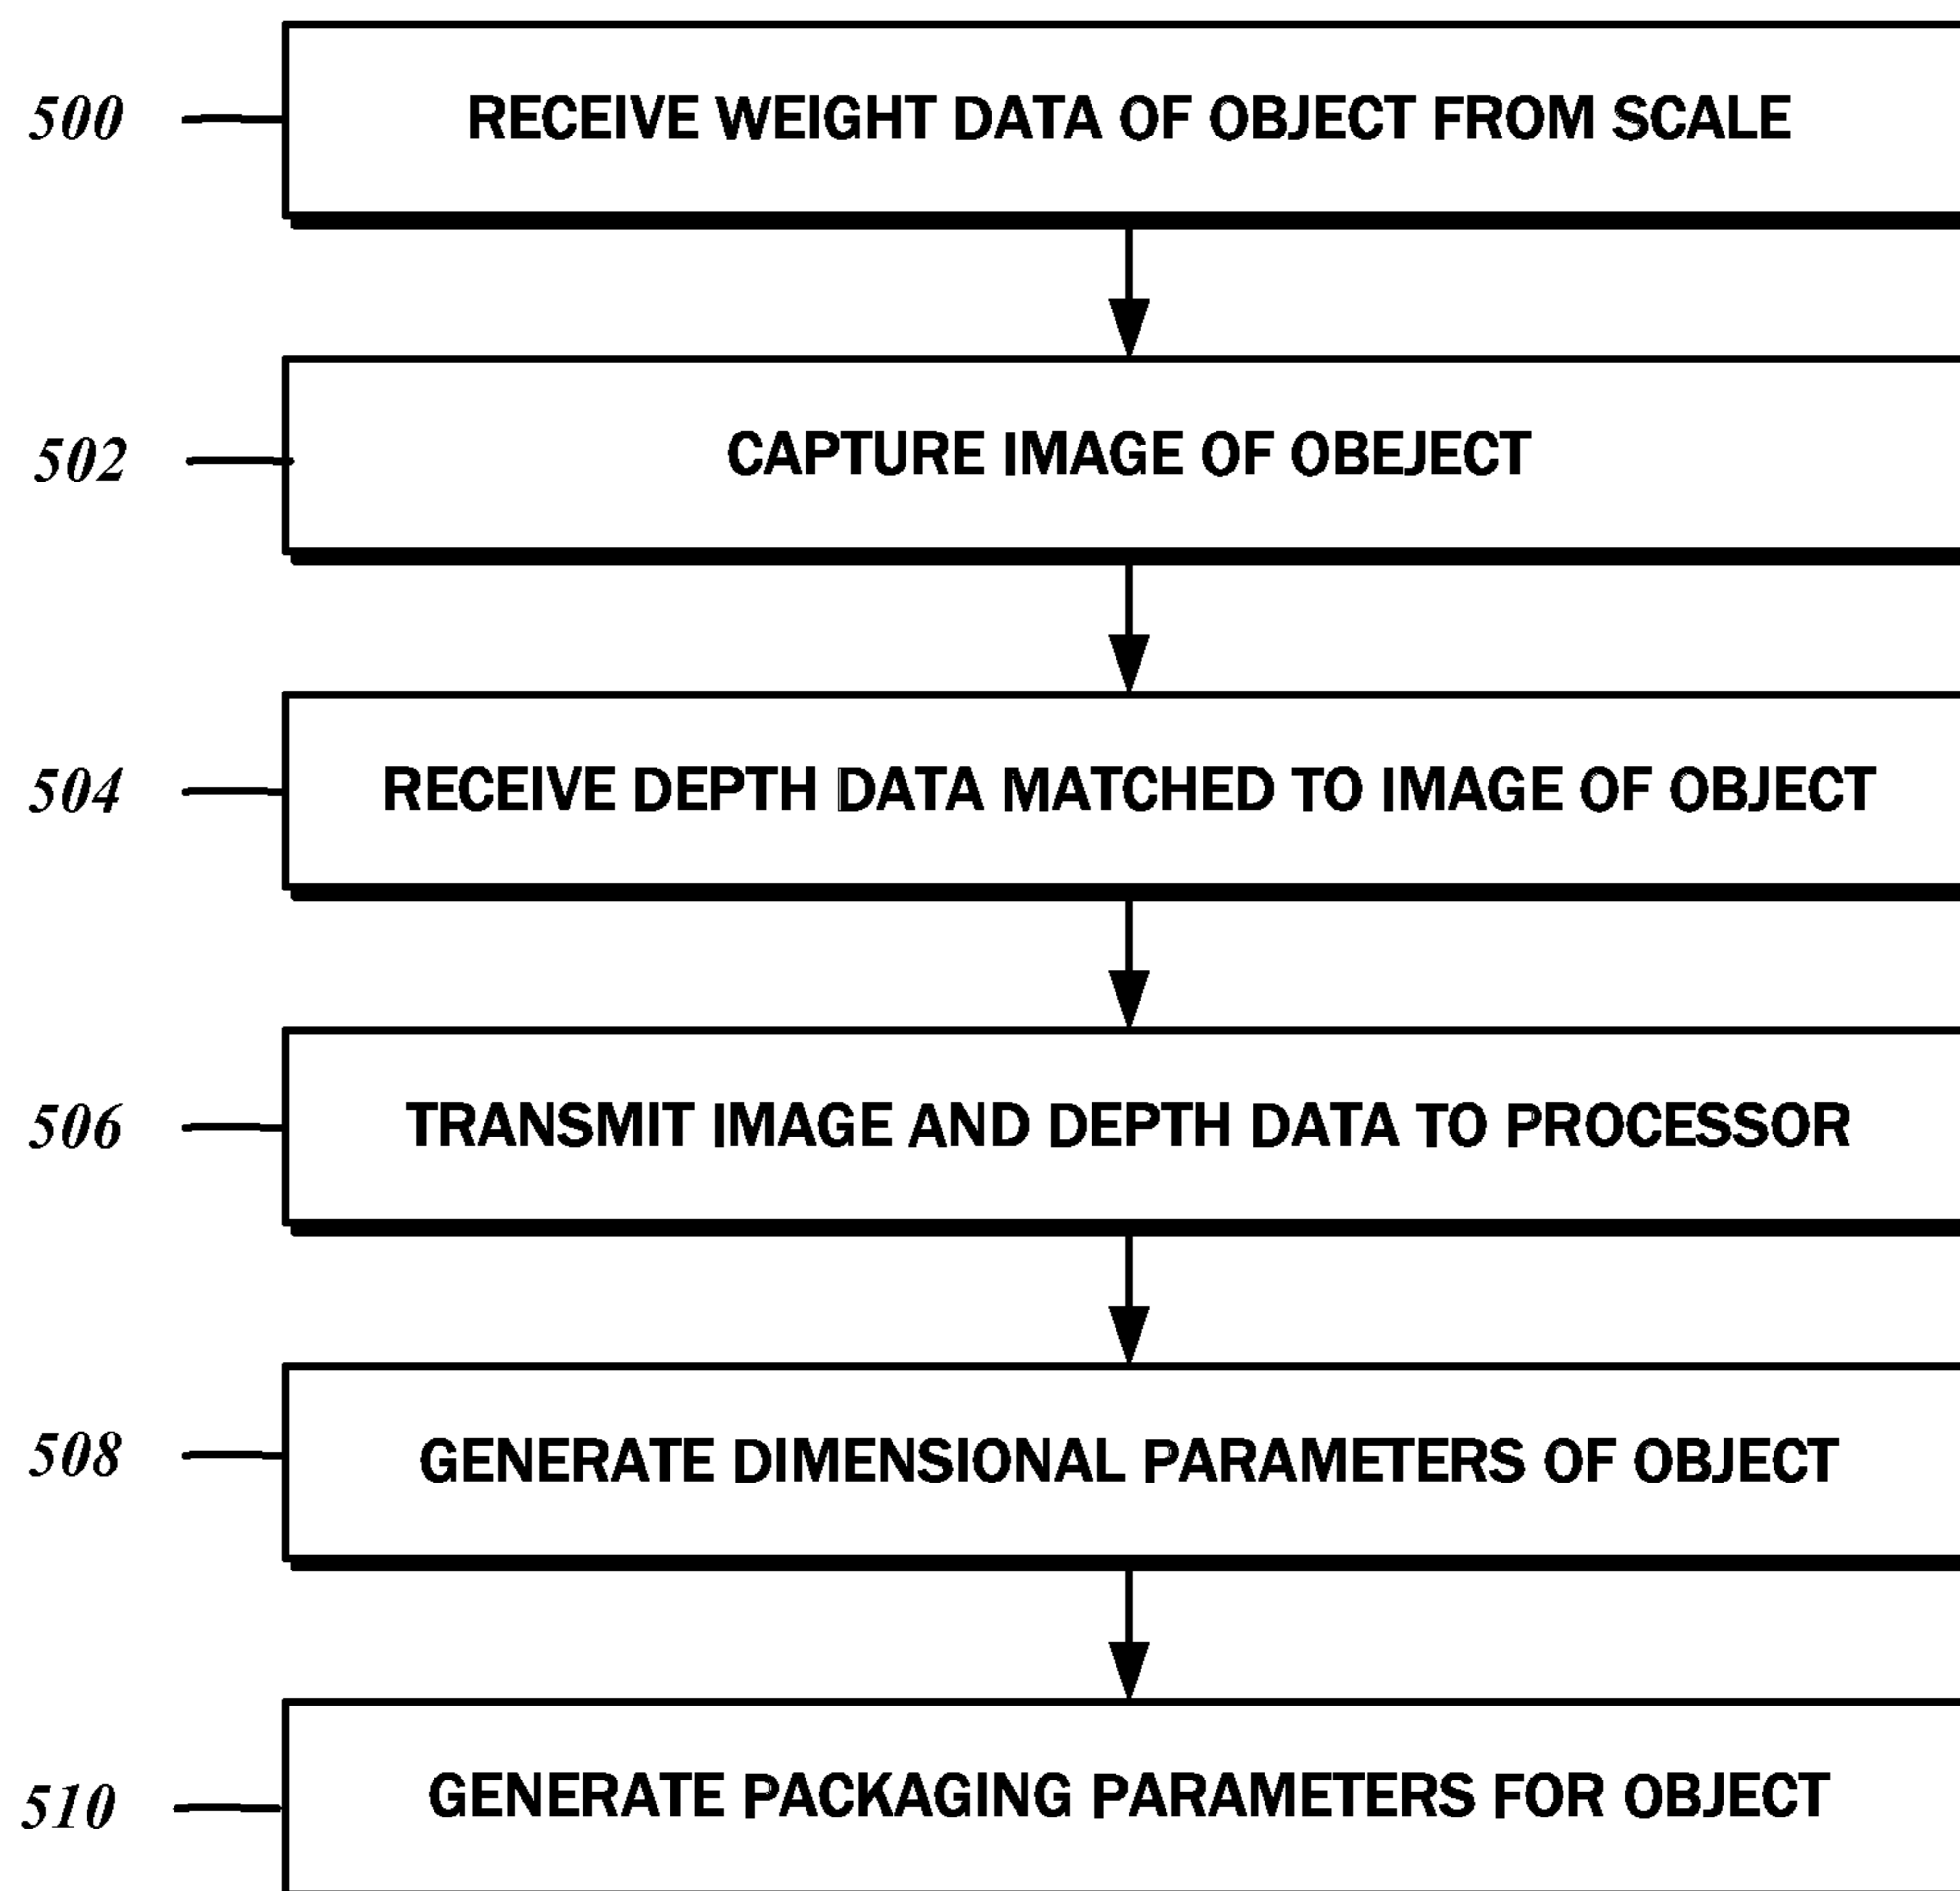 500 RECEIVE WEIGHT DATA OF OBJECT FROM SCALE
502 CAPTURE IMAGE OF OBEJECT
504 RECEIVE DEPTH DATA MATCHED TO IMAGE OF OBJECT
506 TRANSMIT IMAGE AND DEPTH DATA TO PROCESSOR
508 GENERATE DIMENSIONAL PARAMETERS OF OBJECT
510 GENERATE PACKAGING PARAMETERS FOR OBJECT